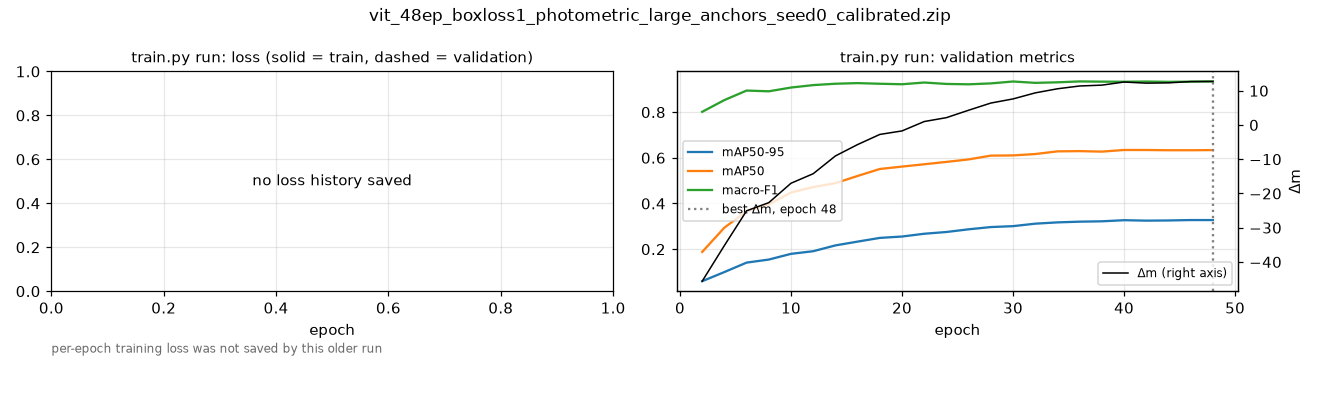 vit_48ep_boxloss1_photometric_large_anchors_seed0_calibrated.zip
train.py run: loss (solid = train, dashed = validation)
1.0
0.8
0.6
0.4
0.2
0.0
no loss history saved
0.0 0.2 0.4 0.6 0.8 1.0
epoch
per-epoch training loss was not saved by this older run
train.py run: validation metrics
0.8
0.6
0.4
0.2
mAP50-95
mAP50
macro-F1
best Δm, epoch 48
Δm (right axis)
10
0
−10
−20
−30
−40
Δm
0 10 20 30 40 50
epoch